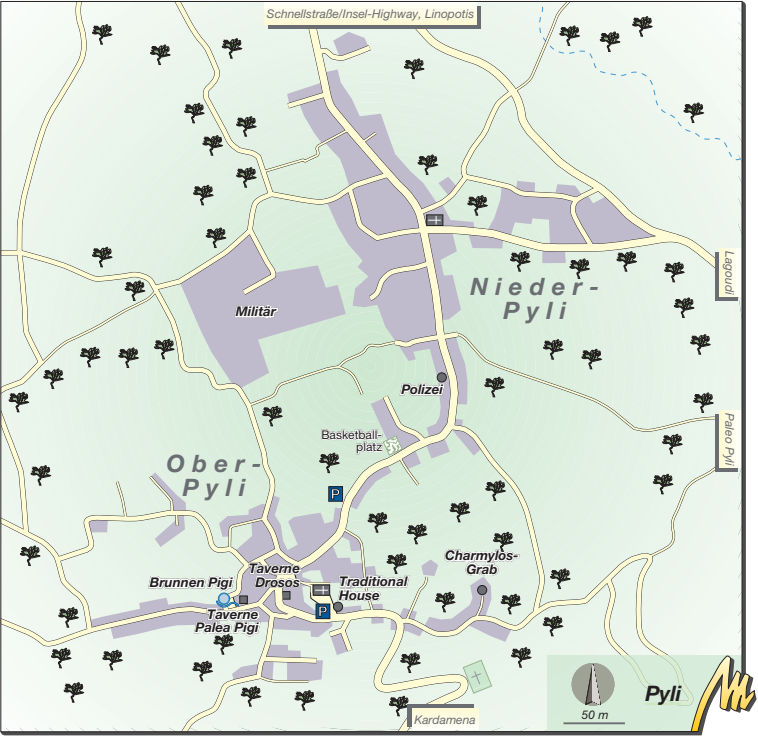 Schnellstraße/Insel-Highway, Linopotis
Lagoudi
Nieder-
Pyli
Militär
Polizei
Basketball-
platz
Paleo Pyli
Ober-
Pyli
P
Charmylos-
Grab
Taverne
Drosos
Brunnen Pigi
Traditional
House
P
Taverne
Palea Pigi
Kardamena
Pyli
50 m